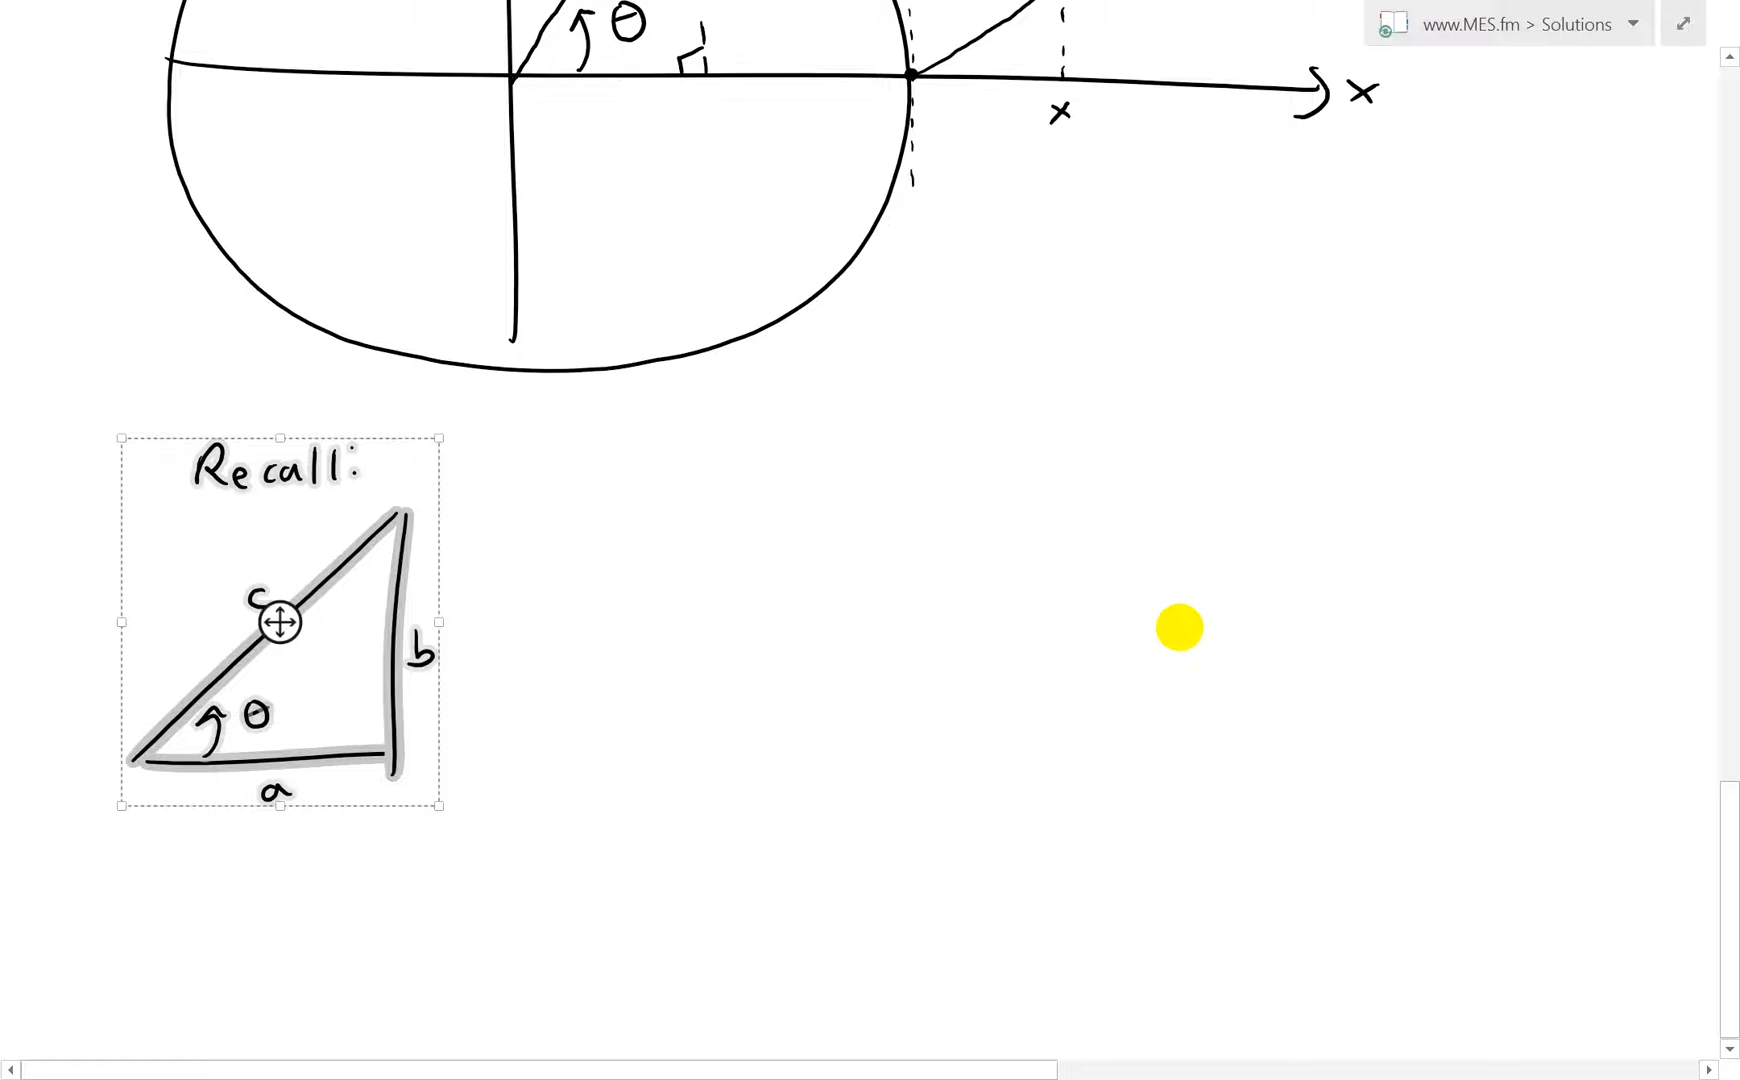 www.MES.fm > Solutions
θ
x
x
Recall:
c
b
θ
a